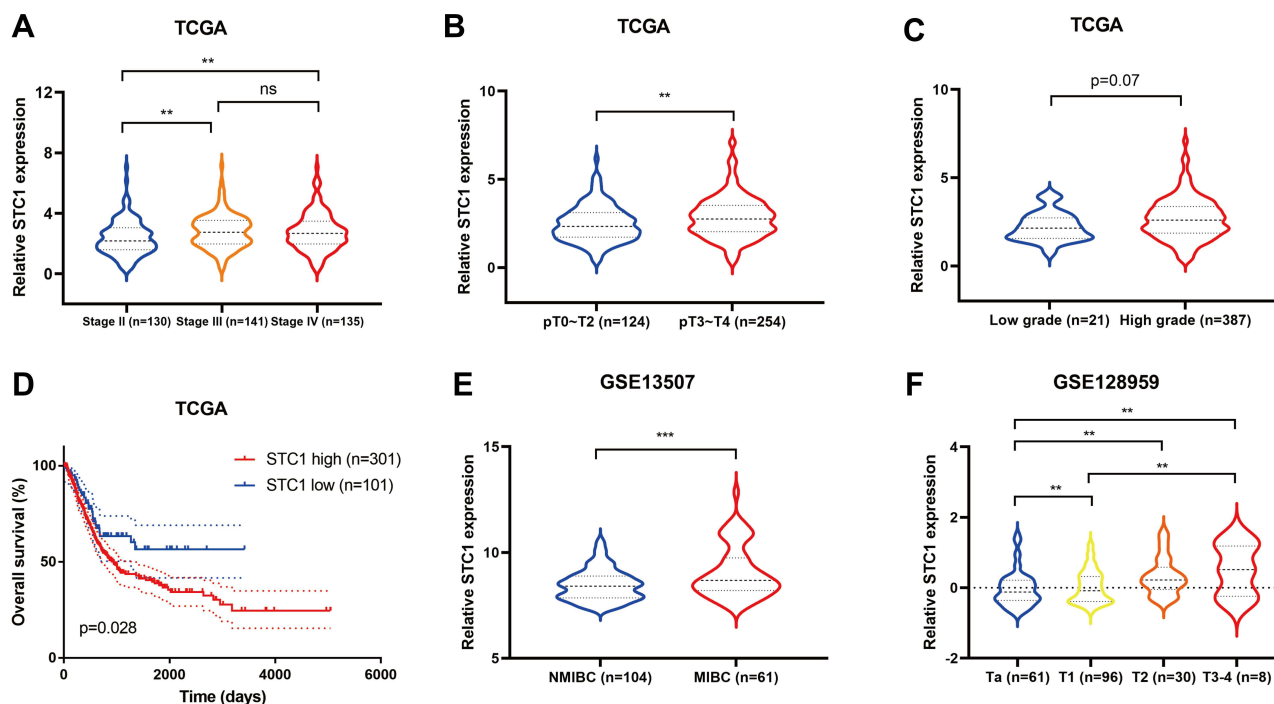 A
TCGA
Relative STC1 expression
12
8
4
0
**
**
ns
Stage II (n=130) Stage III (n=141) Stage IV (n=135)
B
TCGA
Relative STC1 expression
10
5
0
**
pT0~T2 (n=124) pT3~T4 (n=254)
C
TCGA
Relative STC1 expression
10
5
0
p=0.07
Low grade (n=21) High grade (n=387)
D
TCGA
Overall survival (%)
100
50
0
STC1 high (n=301)
STC1 low (n=101)
p=0.028
0 2000 4000 6000
Time (days)
E
GSE13507
Relative STC1 expression
15
10
5
***
NMIBC (n=104) MIBC (n=61)
F
GSE128959
Relative STC1 expression
4
2
0
-2
**
**
**
**
Ta (n=61) T1 (n=96) T2 (n=30) T3-4 (n=8)